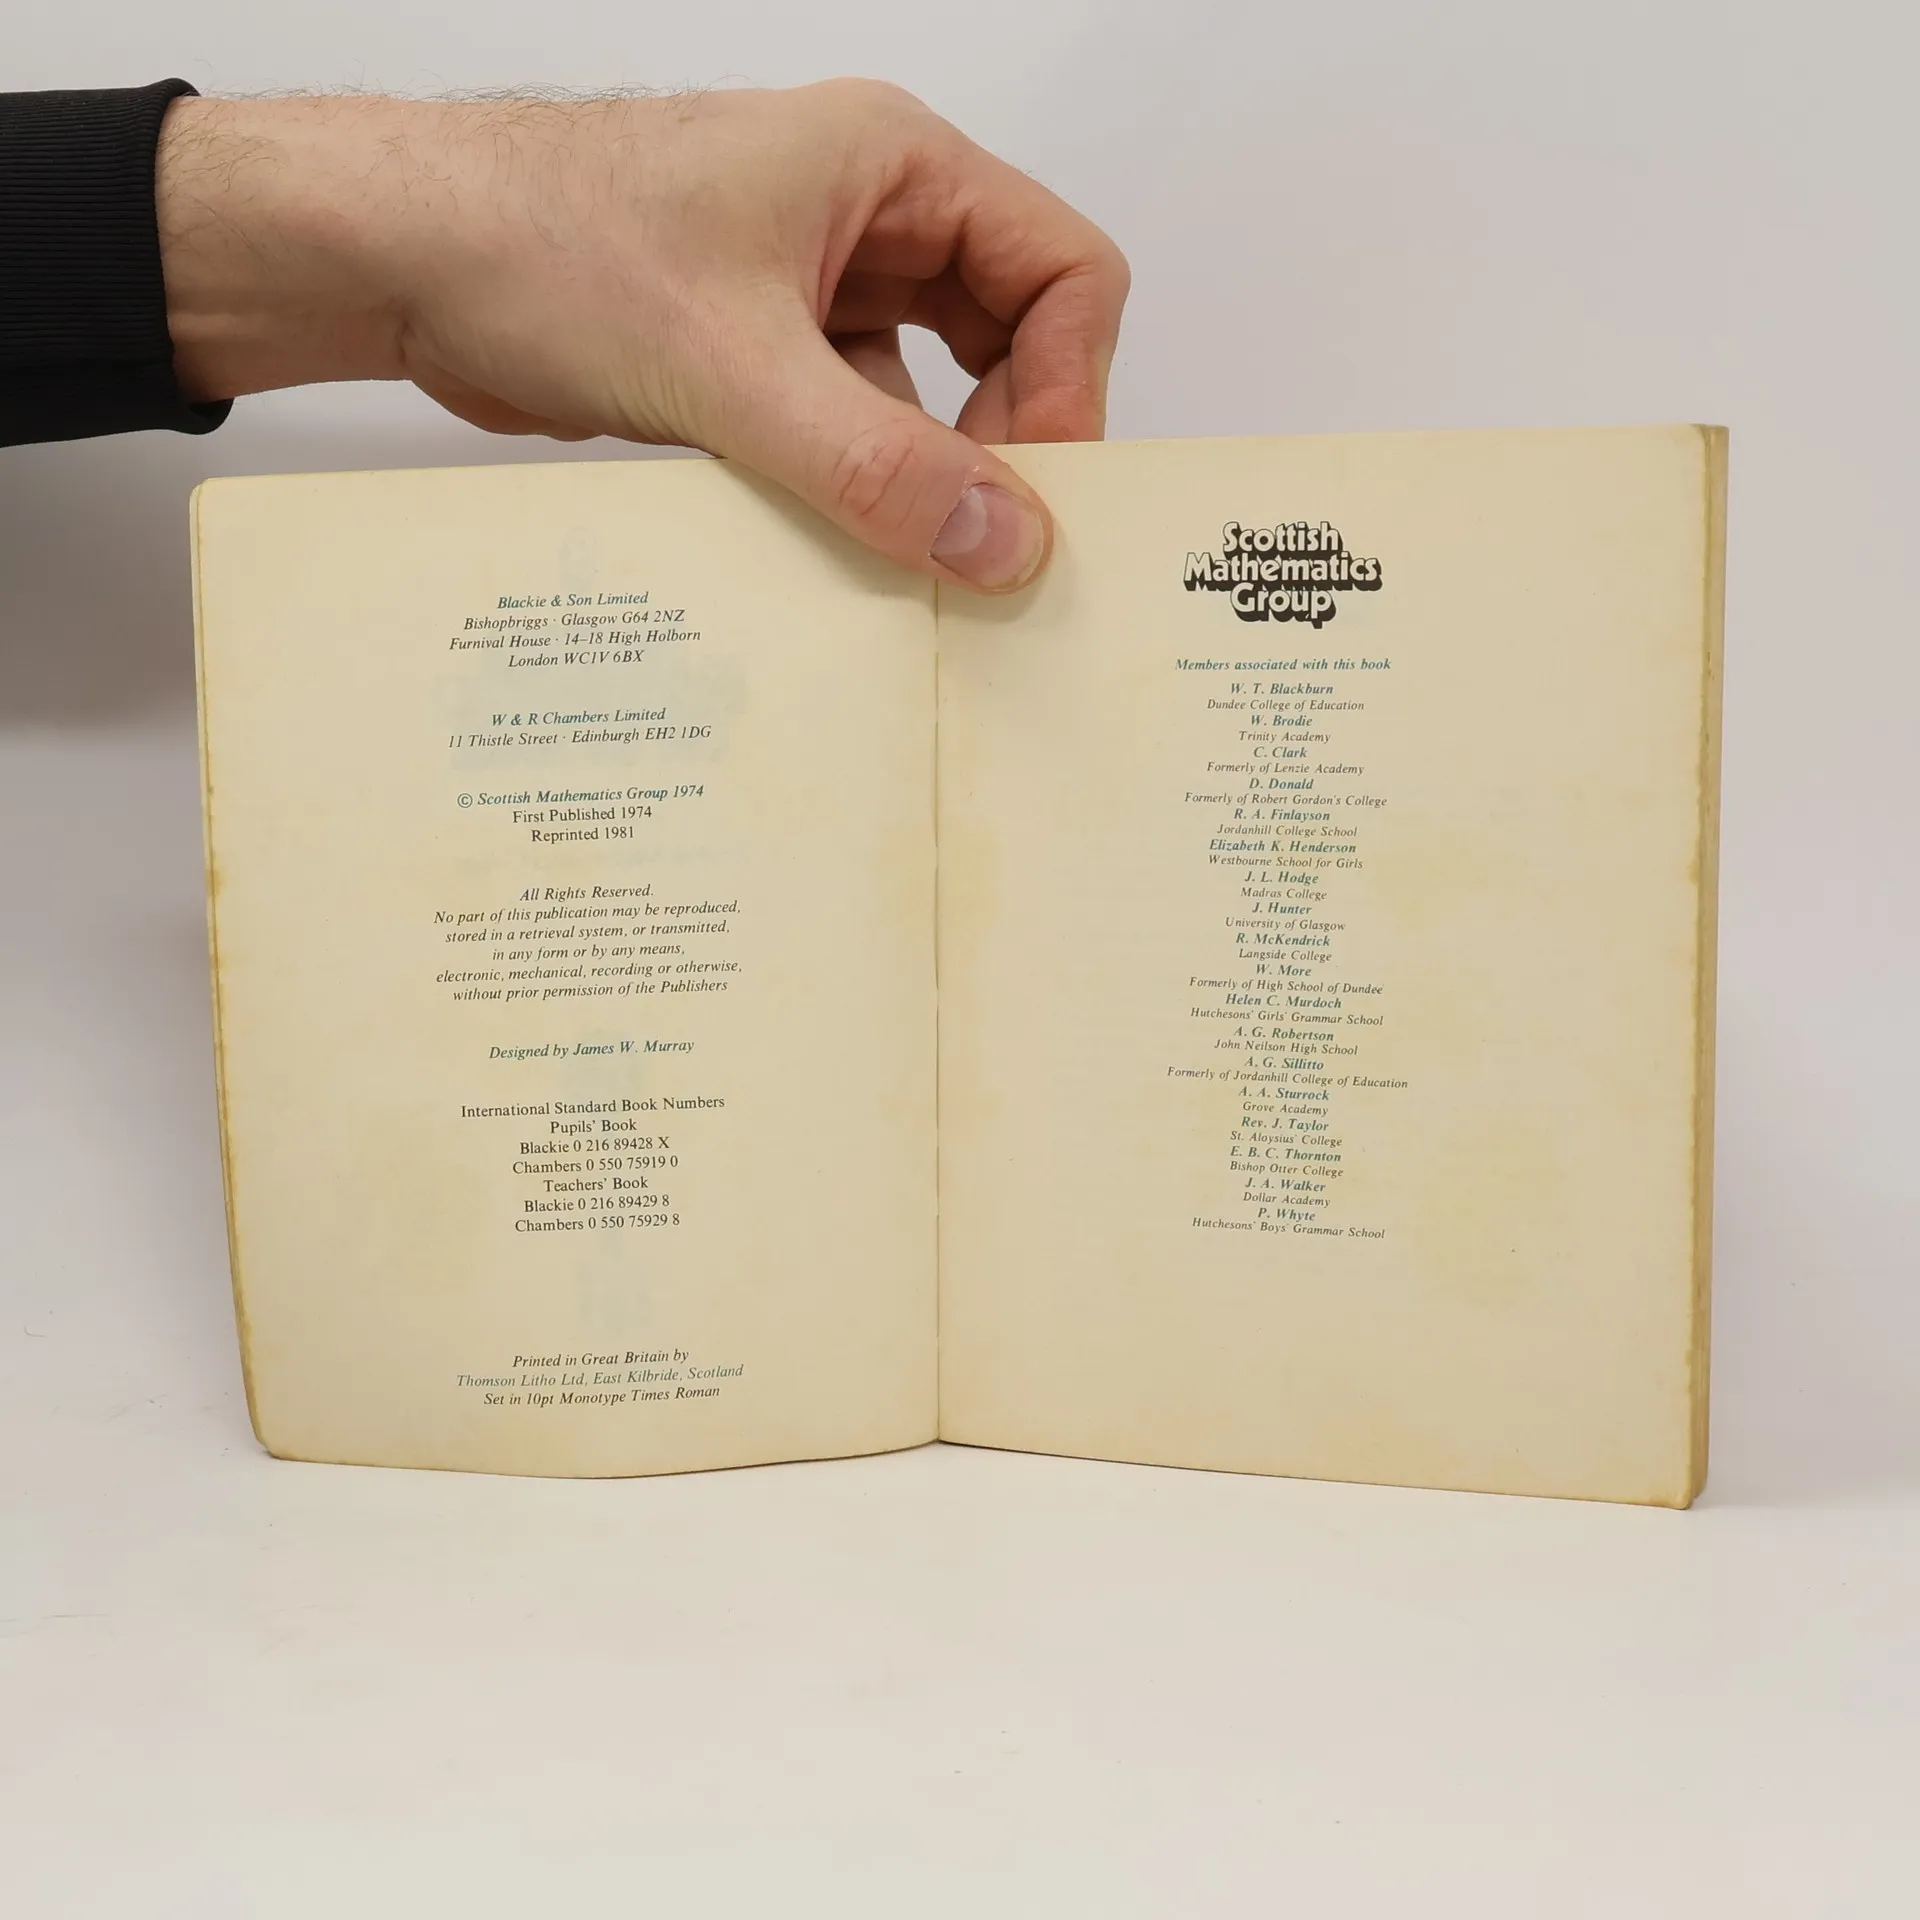 Blackie & Son Limited
Bishopbriggs · Glasgow G64 2NZ
Furnival House · 14–18 High Holborn
London WC1V 6BX
W & R Chambers Limited
11 Thistle Street · Edinburgh EH2 1DG
© Scottish Mathematics Group 1974
First Published 1974
Reprinted 1981
All Rights Reserved.
No part of this publication may be reproduced,
stored in a retrieval system, or transmitted,
in any form or by any means,
electronic, mechanical, recording or otherwise,
without prior permission of the Publishers
Designed by James W. Murray
International Standard Book Numbers
Pupils' Book
Blackie 0 216 89428 X
Chambers 0 550 75919 0
Teachers' Book
Blackie 0 216 89429 8
Chambers 0 550 75929 8
Printed in Great Britain by
Thomson Litho Ltd, East Kilbride, Scotland
Set in 10pt Monotype Times Roman
Scottish
Mathematics
Group
Members associated with this book
W. T. Blackburn
Dundee College of Education
W. Brodie
Trinity Academy
C. Clark
Formerly of Lenzie Academy
D. Donald
Formerly of Robert Gordon's College
R. A. Finlayson
Jordanhill College School
Elizabeth K. Henderson
Westbourne School for Girls
J. L. Hodge
Madras College
J. Hunter
University of Glasgow
R. McKendrick
Langside College
W. More
Formerly of High School of Dundee
Helen C. Murdoch
Hutchesons' Girls' Grammar School
A. G. Robertson
John Neilson High School
A. G. Sillitto
Formerly of Jordanhill College of Education
A. A. Sturrock
Grove Academy
Rev. J. Taylor
St. Aloysius' College
E. B. C. Thornton
Bishop Otter College
J. A. Walker
Dollar Academy
P. Whyte
Hutchesons' Boys' Grammar School